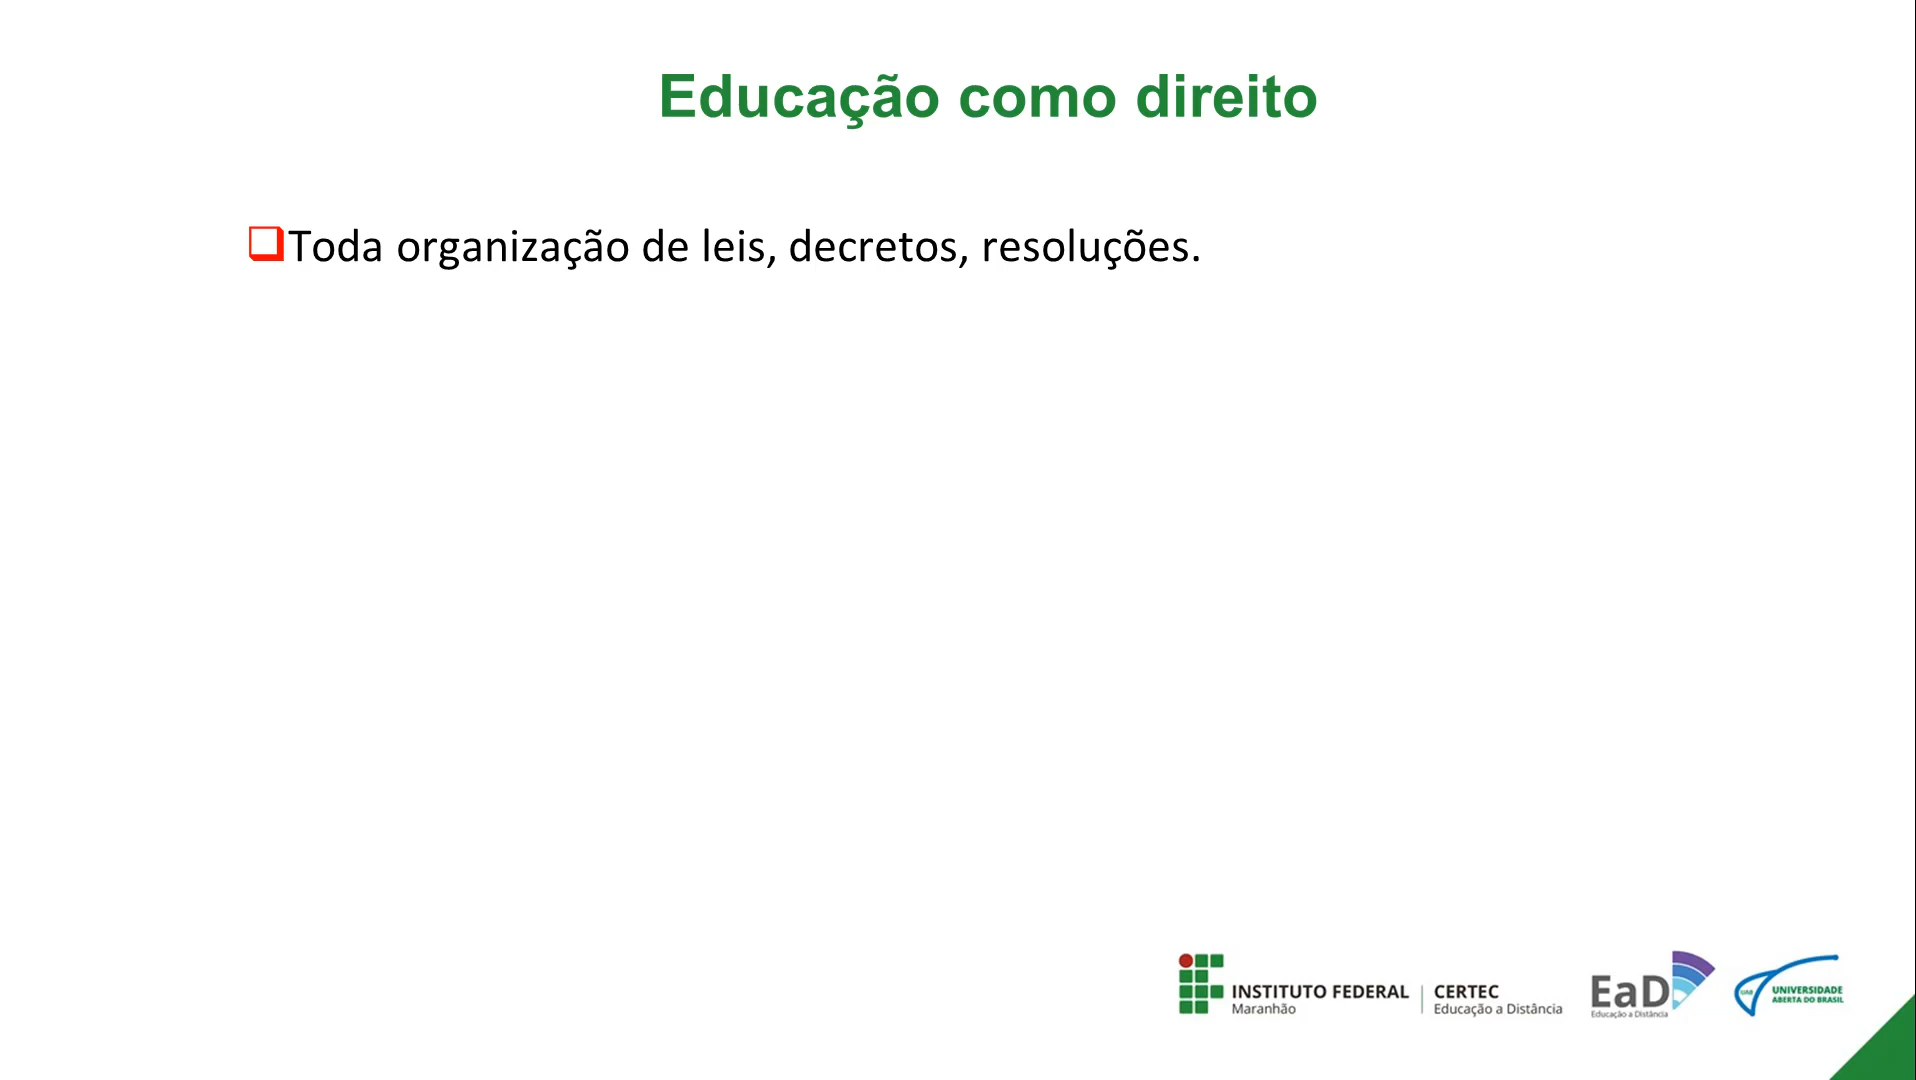 Educação como direito
Toda organização de leis, decretos, resoluções.
INSTITUTO FEDERAL
Maranhão
CERTEC
Educação a Distância
EaD
Educação a Distância
UAB
UNIVERSIDADE
ABERTA DO BRASIL